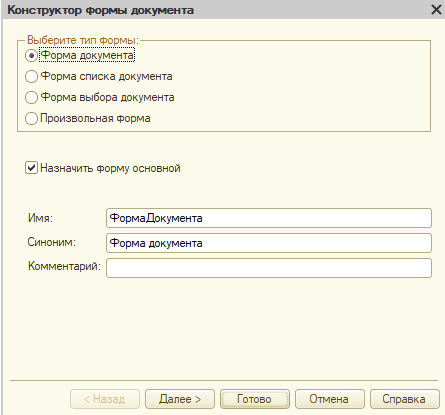 Конструктор формы документа
Выберите тип формы:
Форма документа
Форма списка документа
Форма выбора документа
Произвольная форма
Назначить форму основной
Имя: ФормаДокумента
Синоним: Форма документа
Комментарий:
< Назад Далее > Готово Отмена Справка